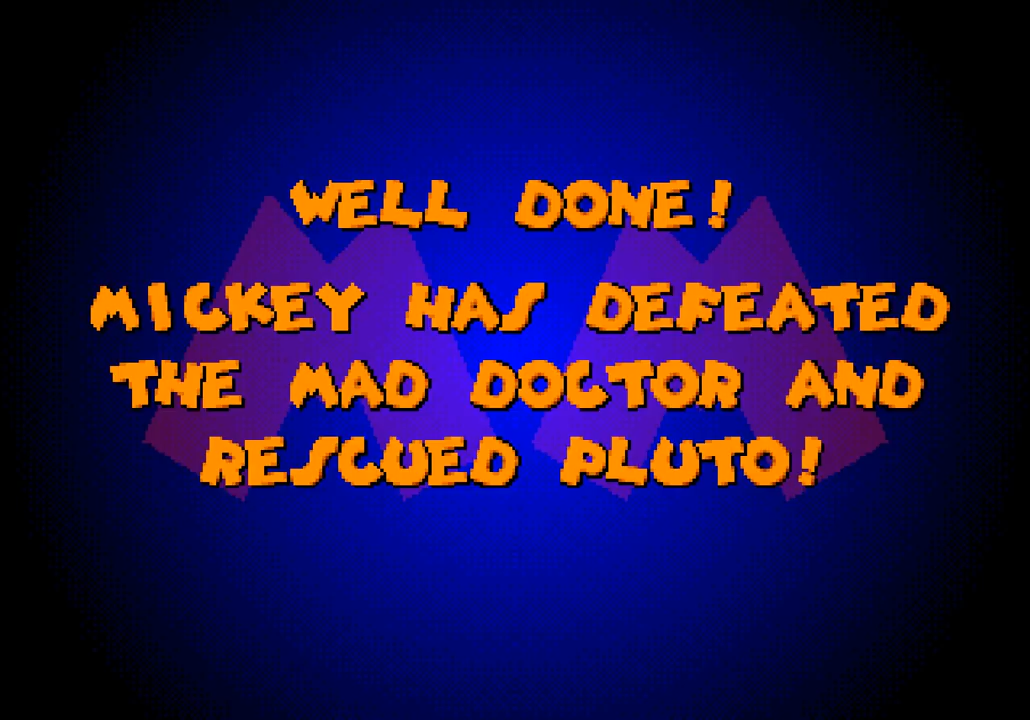 WELL DONE!
MICKEY HAS DEFEATED
THE MAD DOCTOR AND
RESCUED PLUTO!